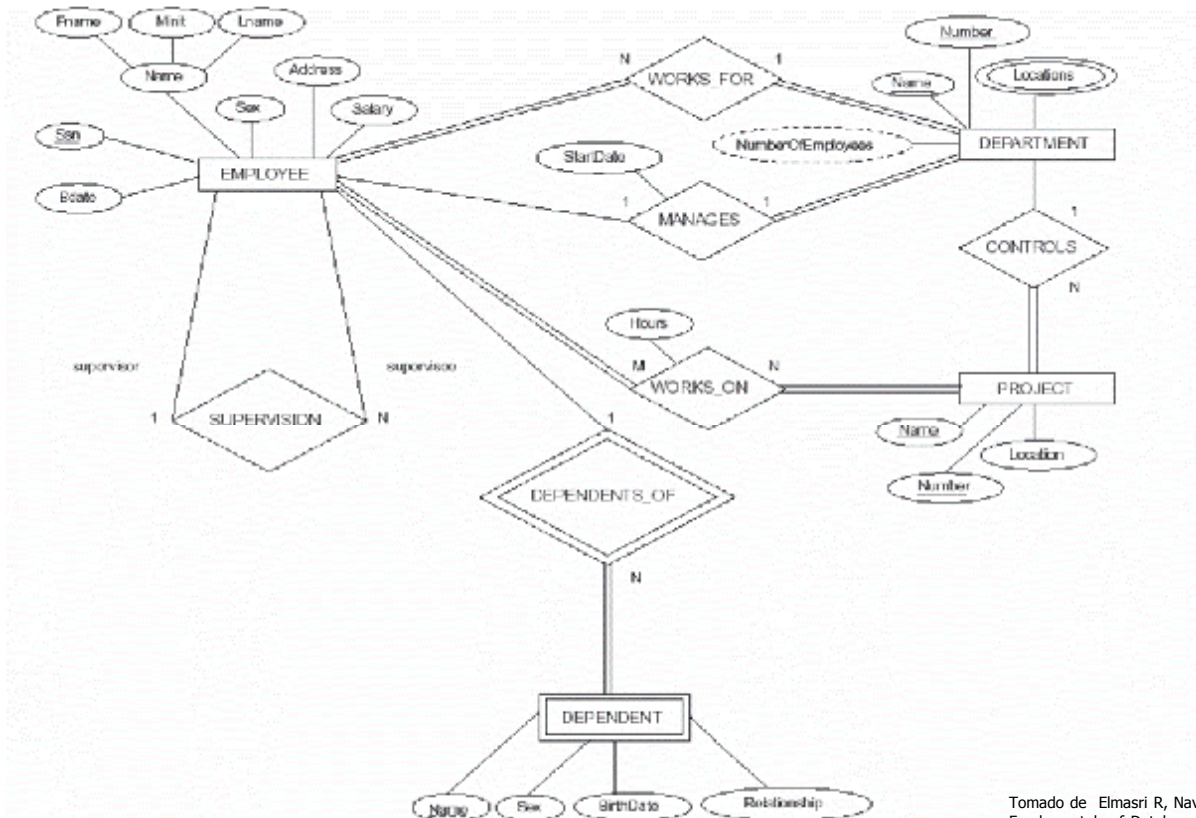 Fname Minit Lname
Number
Name
Address
N
WORKS_FOR
1
Locations
Sex
Salary
Name
Ssn
NumberOfEmployees
DEPARTMENT
StartDate
EMPLOYEE
Bdate
1
MANAGES
1
1
CONTROLS
N
Hours
supervisor
supervisee
M
N
WORKS_ON
PROJECT
1
SUPERVISION
N
1
Name
Location
Number
DEPENDENTS_OF
N
DEPENDENT
Name
Sex
BirthDate
Relationship
Tomado de Elmasri R, Nav